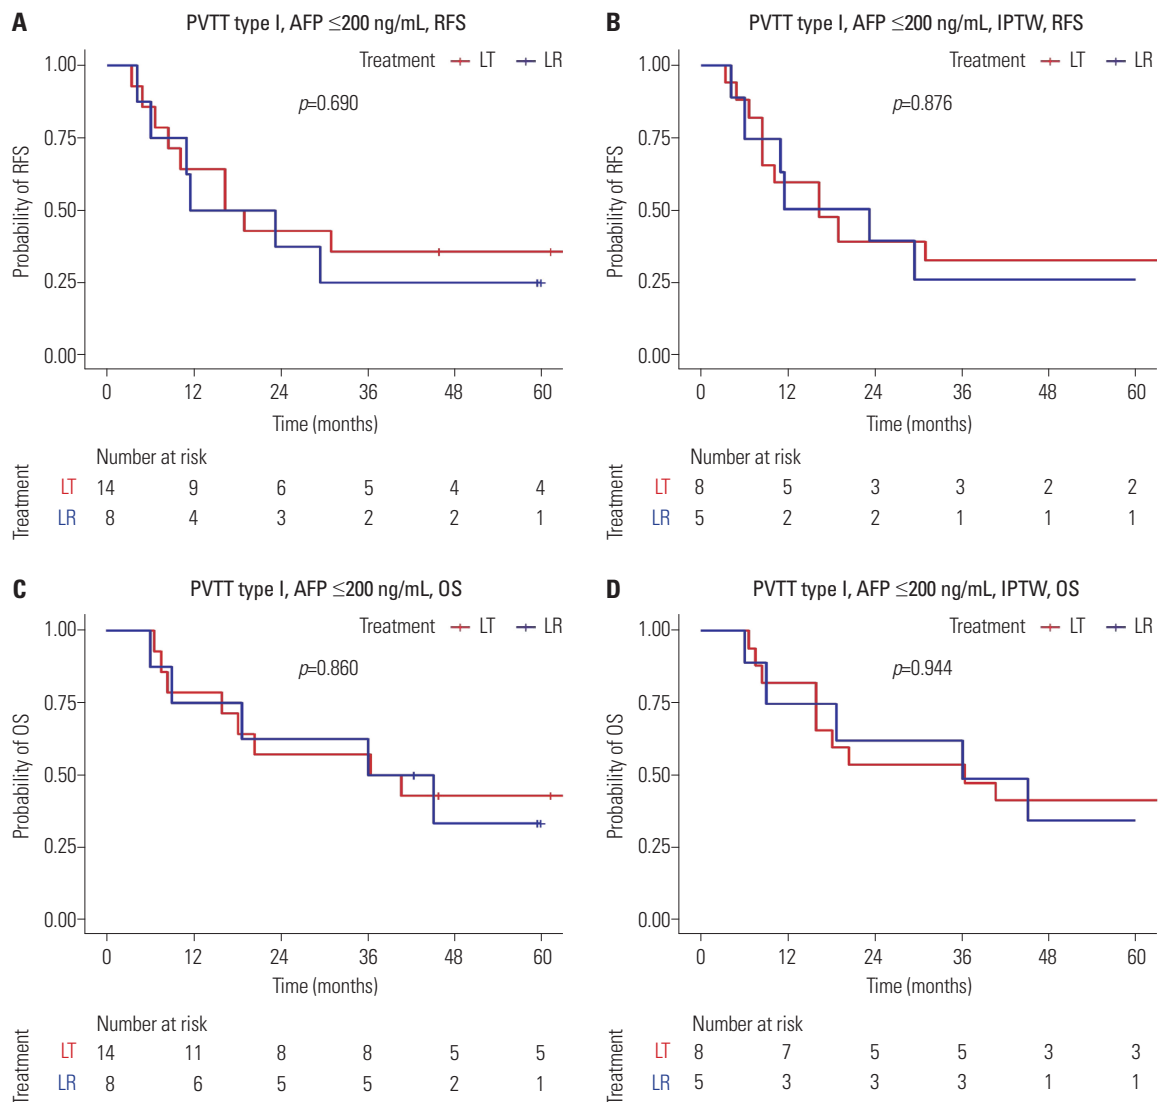 A PVTT type I, AFP ≤200 ng/mL, RFS
Treatment LT LR
p=0.690
Probability of RFS
1.00
0.75
0.50
0.25
0.00
0 12 24 36 48 60
Time (months)
Number at risk
Treatment
LT 14 9 6 5 4 4
LR 8 4 3 2 2 1
B PVTT type I, AFP ≤200 ng/mL, IPTW, RFS
Treatment LT LR
p=0.876
Probability of RFS
1.00
0.75
0.50
0.25
0.00
0 12 24 36 48 60
Time (months)
Number at risk
Treatment
LT 8 5 3 3 2 2
LR 5 2 2 1 1 1
C PVTT type I, AFP ≤200 ng/mL, OS
Treatment LT LR
p=0.860
Probability of OS
1.00
0.75
0.50
0.25
0.00
0 12 24 36 48 60
Time (months)
Number at risk
Treatment
LT 14 11 8 8 5 5
LR 8 6 5 5 2 1
D PVTT type I, AFP ≤200 ng/mL, IPTW, OS
Treatment LT LR
p=0.944
Probability of OS
1.00
0.75
0.50
0.25
0.00
0 12 24 36 48 60
Time (months)
Number at risk
Treatment
LT 8 7 5 5 3 3
LR 5 3 3 3 1 1